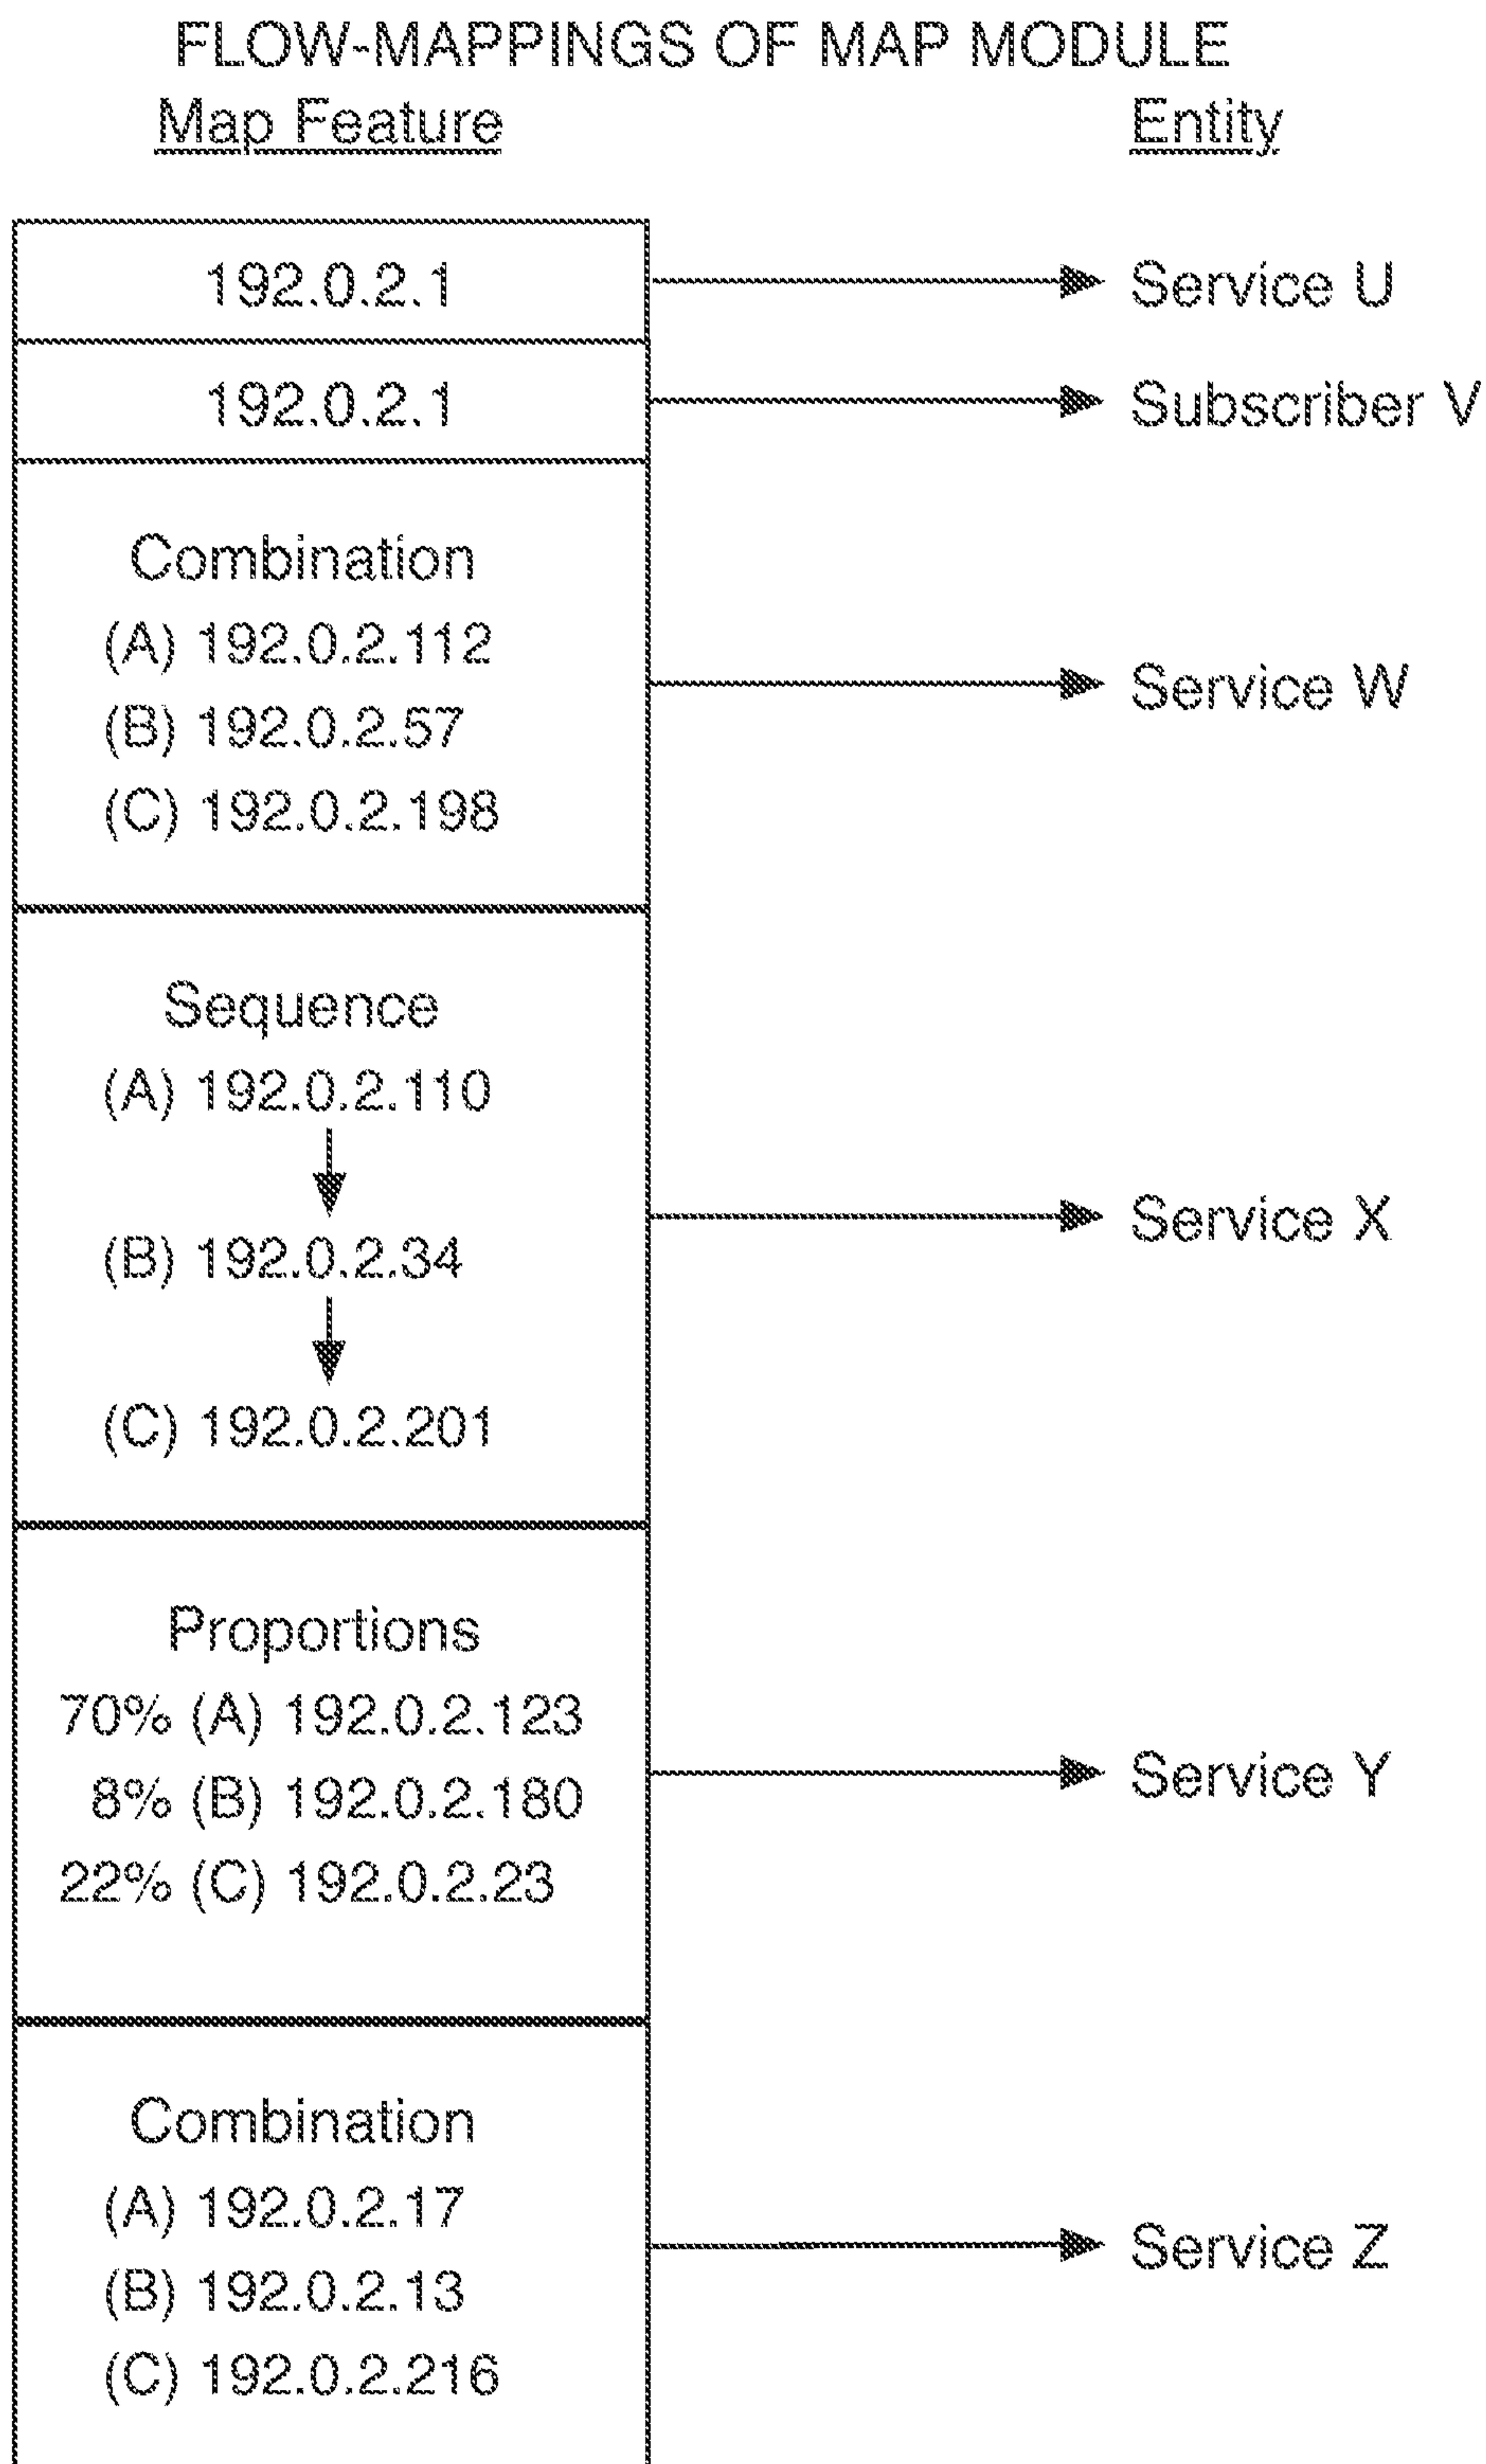 FLOW-MAPPINGS OF MAP MODULE
Map Feature Entity
192.0.2.1 Service U
192.0.2.1 Subscriber V
Combination
(A) 192.0.2.112
(B) 192.0.2.57
(C) 192.0.2.198
Service W
Sequence
(A) 192.0.2.110
(B) 192.0.2.34
(C) 192.0.2.201
Service X
Proportions
70% (A) 192.0.2.123
8% (B) 192.0.2.180
22% (C) 192.0.2.23
Service Y
Combination
(A) 192.0.2.17
(B) 192.0.2.13
(C) 192.0.2.216
Service Z